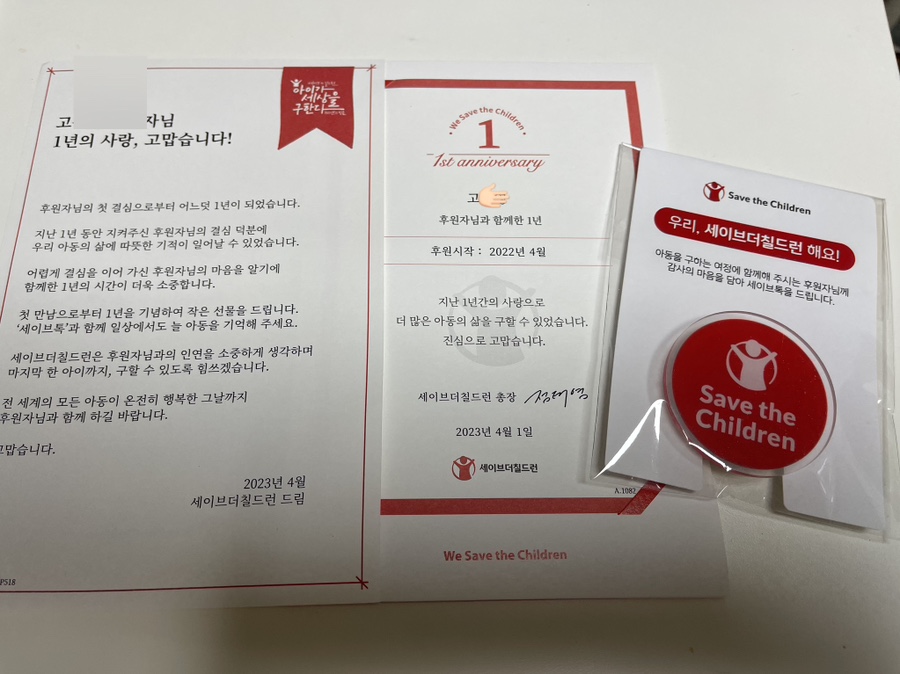 고 자님
1년의 사랑, 고맙습니다!
아이가
세상을
구한다
후원자님의 첫 결심으로부터 어느덧 1년이 되었습니다.
지난 1년 동안 지켜주신 후원자님의 결심 덕분에
우리 아동의 삶에 따뜻한 기적이 일어날 수 있었습니다.
어렵게 결심을 이어 가신 후원자님의 마음을 알기에
함께한 1년의 시간이 더욱 소중합니다.
첫 만남으로부터 1년을 기념하여 작은 선물을 드립니다.
‘세이브톡’과 함께 일상에서도 늘 아동을 기억해 주세요.
세이브더칠드런은 후원자님과의 인연을 소중하게 생각하며
마지막 한 아이까지, 구할 수 있도록 힘쓰겠습니다.
전 세계의 모든 아동이 온전히 행복한 그날까지
후원자님과 함께 하길 바랍니다.
고맙습니다.
2023년 4월
세이브더칠드런 드림
P518
We Save the Children
1
1st anniversary
고
후원자님과 함께한 1년
후원시작 : 2022년 4월
지난 1년간의 사랑으로
더 많은 아동의 삶을 구할 수 있었습니다.
진심으로 고맙습니다.
세이브더칠드런 총장
2023년 4월 1일
세이브더칠드런
A.1082
We Save the Children
Save the Children
우리, 세이브더칠드런 해요!
아동을 구하는 여정에 함께해 주시는 후원자님께
감사의 마음을 담아 세이브톡을 드립니다.
Save the
Children